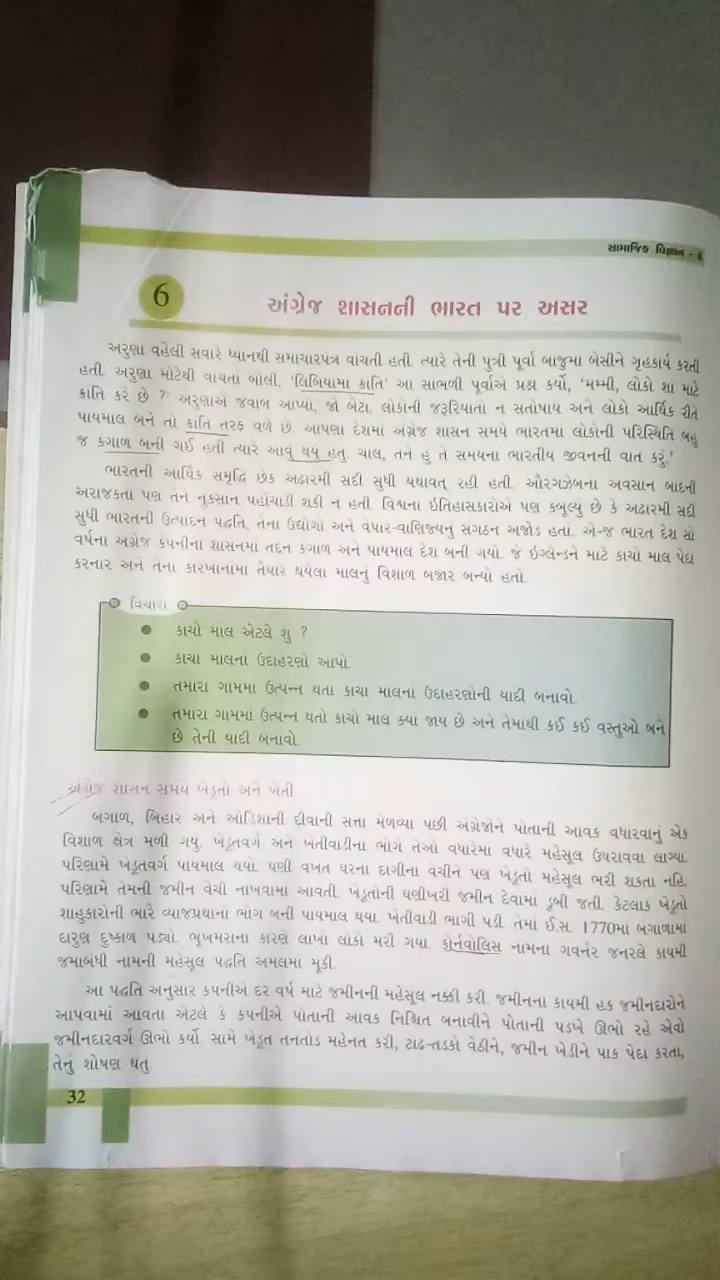 સામાજિક વિજ્ઞાન -
6
અંગ્રેજ શાસનની ભારત પર અસર
અરુણા વહેલી સવારે ધ્યાનથી સમાચારપત્ર વાચતી હતી. ત્યારે તેની પુત્રી પૂર્વા બાજુમા બેસીને ગૃહકાર્ય કરતી
હતી. અરુણા મોટેથી વાચતા બોલી, 'લિબિયામા ક્રાંતિ' આ સાભળી પૂર્વાએ પ્રશ્ન કર્યો, 'મમ્મી, લોકો શા માટે
ક્રાંતિ કરે છે ?' અરુણાએ જવાબ આપ્યો, જો બેટા, લોકોની જરૂરિયાતો ન સતોષાય અને લોકો આર્થિક રીતે
પાયમાલ બને તો ક્રાંતિ તરફ વળે છે આપણા દેશમાં અગ્રેજ શાસન સમયે ભારતમાં લોકોની પરિસ્થિતિ બહુ
જ કગાળ બની ગઈ હતી ત્યારે આવુ થયુ હતુ. ચાલ, તને હું તે સમયના ભારતીય જીવનની વાત કરું.'
ભારતની આર્થિક સમૃદ્ધિ છેક અઢારમી સદી સુધી યથાવત્ રહી હતી. ઔરગઝેબના અવસાન બાદની
અરાજકતા પણ તેને નુકસાન પહોંચાડી શકી ન હતી. વિશ્વના ઇતિહાસકારોએ પણ કબૂલ્યુ છે કે અઢારમી સદી
સુધી ભારતની ઉત્પાદન પદ્ધતિ, તેના ઉદ્યોગો અને વેપાર-વાણિજ્યનુ સગઠન અજોડ હતા. એ-જ ભારત દેશ સો
વર્ષના અગ્રેજ કંપનીના શાસનમા તદન કગાળ અને પાયમાલ દેશ બની ગયો. જે ઇંગ્લેન્ડને માટે કાચો માલ પેદા
કરનાર અને તેનાં કારખાનાંમા તૈયાર થયેલા માલનું વિશાળ બજાર બન્યો હતો.
વિચારો
● કાચો માલ એટલે શુ ?
● કાચા માલનાં ઉદાહરણો આપો.
● તમારા ગામમા ઉત્પન્ન થતા કાચા માલનાં ઉદાહરણોની યાદી બનાવો.
● તમારા ગામમાં ઉત્પન્ન થતો કાચો માલ ક્યા જાય છે અને તેમાથી કઈ કઈ વસ્તુઓ બને
છે તેની યાદી બનાવો.
અંગ્રેજ શાસન સમયે ખેડૂતો અને ખેતી
બગાળ, બિહાર અને ઓડિશાની દીવાની સત્તા મેળવ્યા પછી અંગ્રેજોને પોતાની આવક વધારવાનું એક
વિશાળ ક્ષેત્ર મળી ગયુ. ખેડૂતવર્ગ અને ખેતીવાડીના ભોગે તેઓ વધારેમા વધારે મહેસૂલ ઉઘરાવવા લાગ્યા.
પરિણામે ખેડૂતવર્ગ પાયમાલ થયો. ઘણી વખત ઘરના દાગીના વેચીને પણ ખેડૂતો મહેસૂલ ભરી શકતા નહિ.
પરિણામે તેમની જમીન વેચી નાખવામાં આવતી. ખેડૂતોની ઘણીખરી જમીન દેવામા ડૂબી જતી. કેટલાક ખેડૂતો
શાહુકારોની ભારે વ્યાજપ્રથાના ભોગ બની પાયમાલ થયા. ખેતીવાડી ભાગી પડી. તેમાં ઈ.સ. 1770માં બગાળામા
દારુણ દુષ્કાળ પડ્યો. ભૂખમરાના કારણે લાખો લોકો મરી ગયા. કોર્નવોલિસ નામના ગવર્નર જનરલે કાયમી
જમાબધી નામની મહેસૂલ પદ્ધતિ અમલમા મૂકી.
આ પદ્ધતિ અનુસાર કપનીએ દર વર્ષ માટે જમીનની મહેસૂલ નક્કી કરી. જમીનના કાયમી હક જમીનદારોને
આપવામાં આવતા એટલે કે કંપનીએ પોતાની આવક નિશ્ચિત બનાવીને પોતાની પડખે ઊભો રહે એવો
જમીનદારવર્ગ ઊભો કર્યો. સામે ખેડૂત તનતોડ મહેનત કરી, ટાઢ-તડકો વેઠીને, જમીન ખેડીને પાક પેદા કરતા,
તેનું શોષણ થતુ.
32